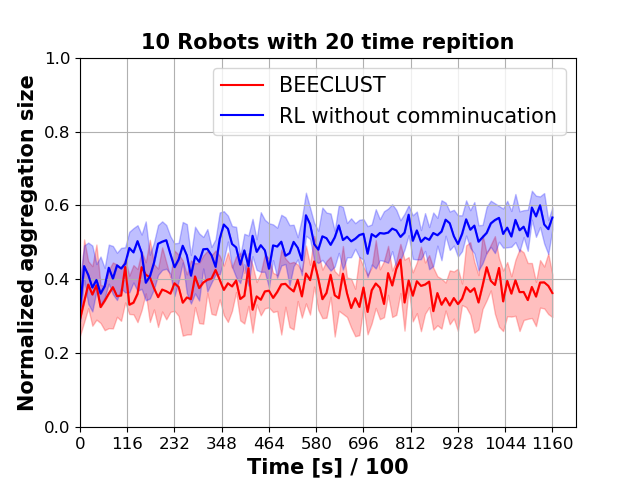 10 Robots with 20 time repition
BEECLUST
RL without comminucation
Normalized aggregation size
1.0
0.8
0.6
0.4
0.2
0.0
0 116 232 348 464 580 696 812 928 1044 1160
Time [s] / 100